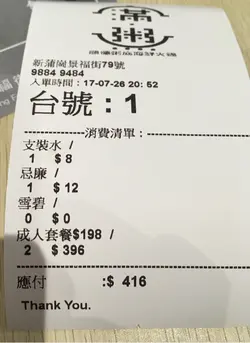 滿
粥
新蒲崗景福街79號
9884 9484
入單時間：17-07-26 20：52
台號：1
消費清單：
支裝水 /
1 $ 8
忌廉 /
1 $ 12
雪碧 /
0 $ 0
成人套餐$198 /
2 $ 396
應付 :$ 416
Thank You.